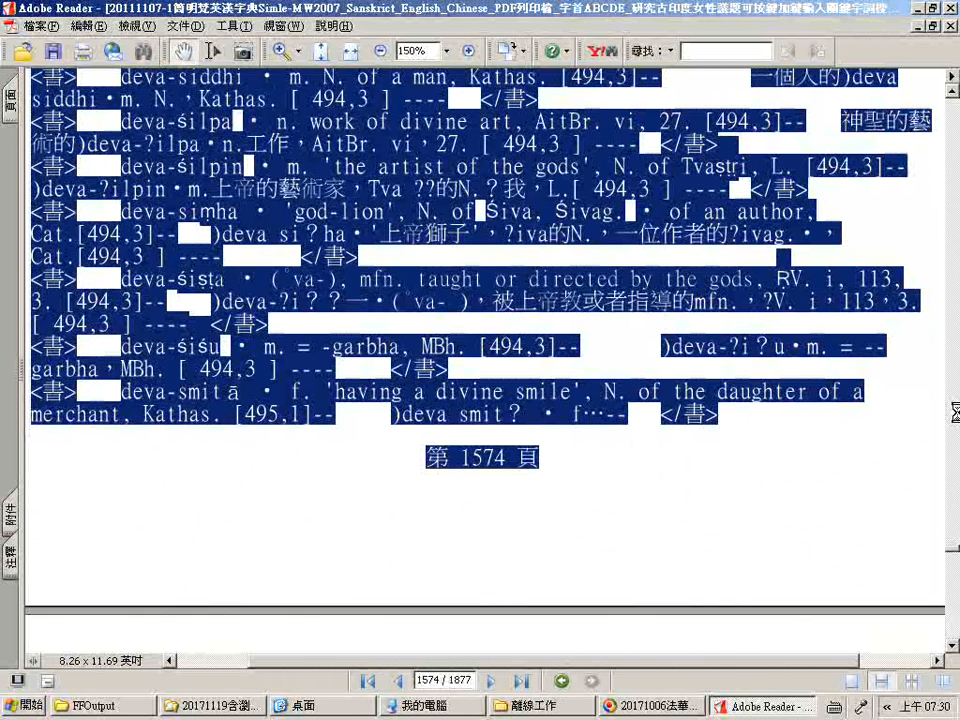 Adobe Reader - [20111107-1簡明梵英漢字典Simle-MW2007_Sanskrict_English_Chinese_PDF列印檔_字首ABCDE_研究古印度女性議題可按鍵加鍵輸入關鍵字詞搜...
檔案(F) 編輯(E) 檢視(V) 文件(D) 工具(T) 視窗(W) 說明(H)
150% 尋找：
頁面
<書> deva-siddhi • m. N. of a man, Kathas. [494,3]-- 一個人的)deva
siddhi•m. N.，Kathas. [ 494,3 ] ---- </書>
<書> deva-śilpa • n. work of divine art, AitBr. vi, 27. [494,3]-- 神聖的藝
術的)deva-?ilpa•n.工作，AitBr. vi，27. [ 494,3 ] ---- </書>
<書> deva-śilpin • m. 'the artist of the gods', N. of Tvaṣṭṛi, L. [494,3]--
)deva-?ilpin•m.上帝的藝術家，Tva ??的N.？我，L.[ 494,3 ] ---- </書>
<書> deva-siṃha • 'god-lion', N. of Śiva, Śivag. • of an author,
Cat.[494,3]-- )deva si？ha•'上帝獅子'，?iva的N.，一位作者的?ivag.•，
Cat.[494,3 ] ---- </書>
<書> deva-śiṣṭa • (°va-), mfn. taught or directed by the gods, ṚV. i, 113,
3. [494,3]-- )deva-?i？？一•(°va- )，被上帝教或者指導的mfn.，?V. i，113，3.
[ 494,3 ] ---- </書>
<書> deva-śiśu • m. = -garbha, MBh. [494,3]-- )deva-?i？u•m. = --
garbha，MBh. [ 494,3 ] ---- </書>
<書> deva-smitā • f. 'having a divine smile', N. of the daughter of a
merchant, Kathas. [495,1]-- )deva smit？ • f…-- </書>
第 1574 頁
附件
注釋
8.26 x 11.69 英吋
1574 / 1877
開始 FFOutput 20171119含瀏... 桌面 我的電腦 離線工作 20171006法華... Adobe Reader - ... 上午 07:30